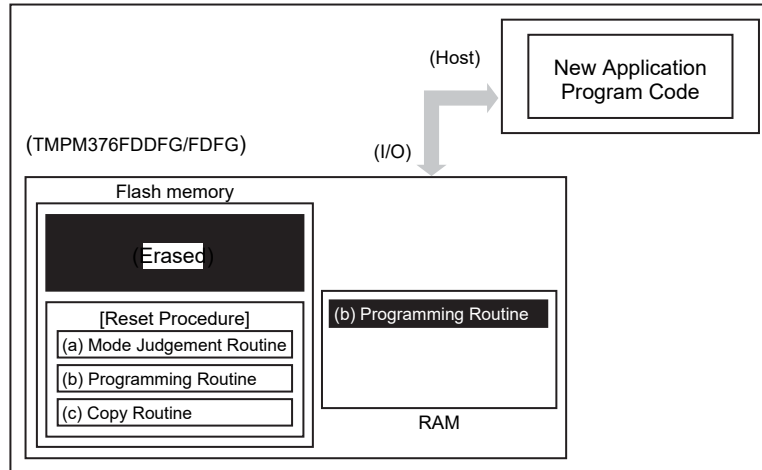 (Host)
New Application
Program Code
(TMPM376FDDFG/FDFG)
(I/O)
Flash memory
(Erased)
[Reset Procedure]
(a) Mode Judgement Routine
(b) Programming Routine
(c) Copy Routine
(b) Programming Routine
RAM